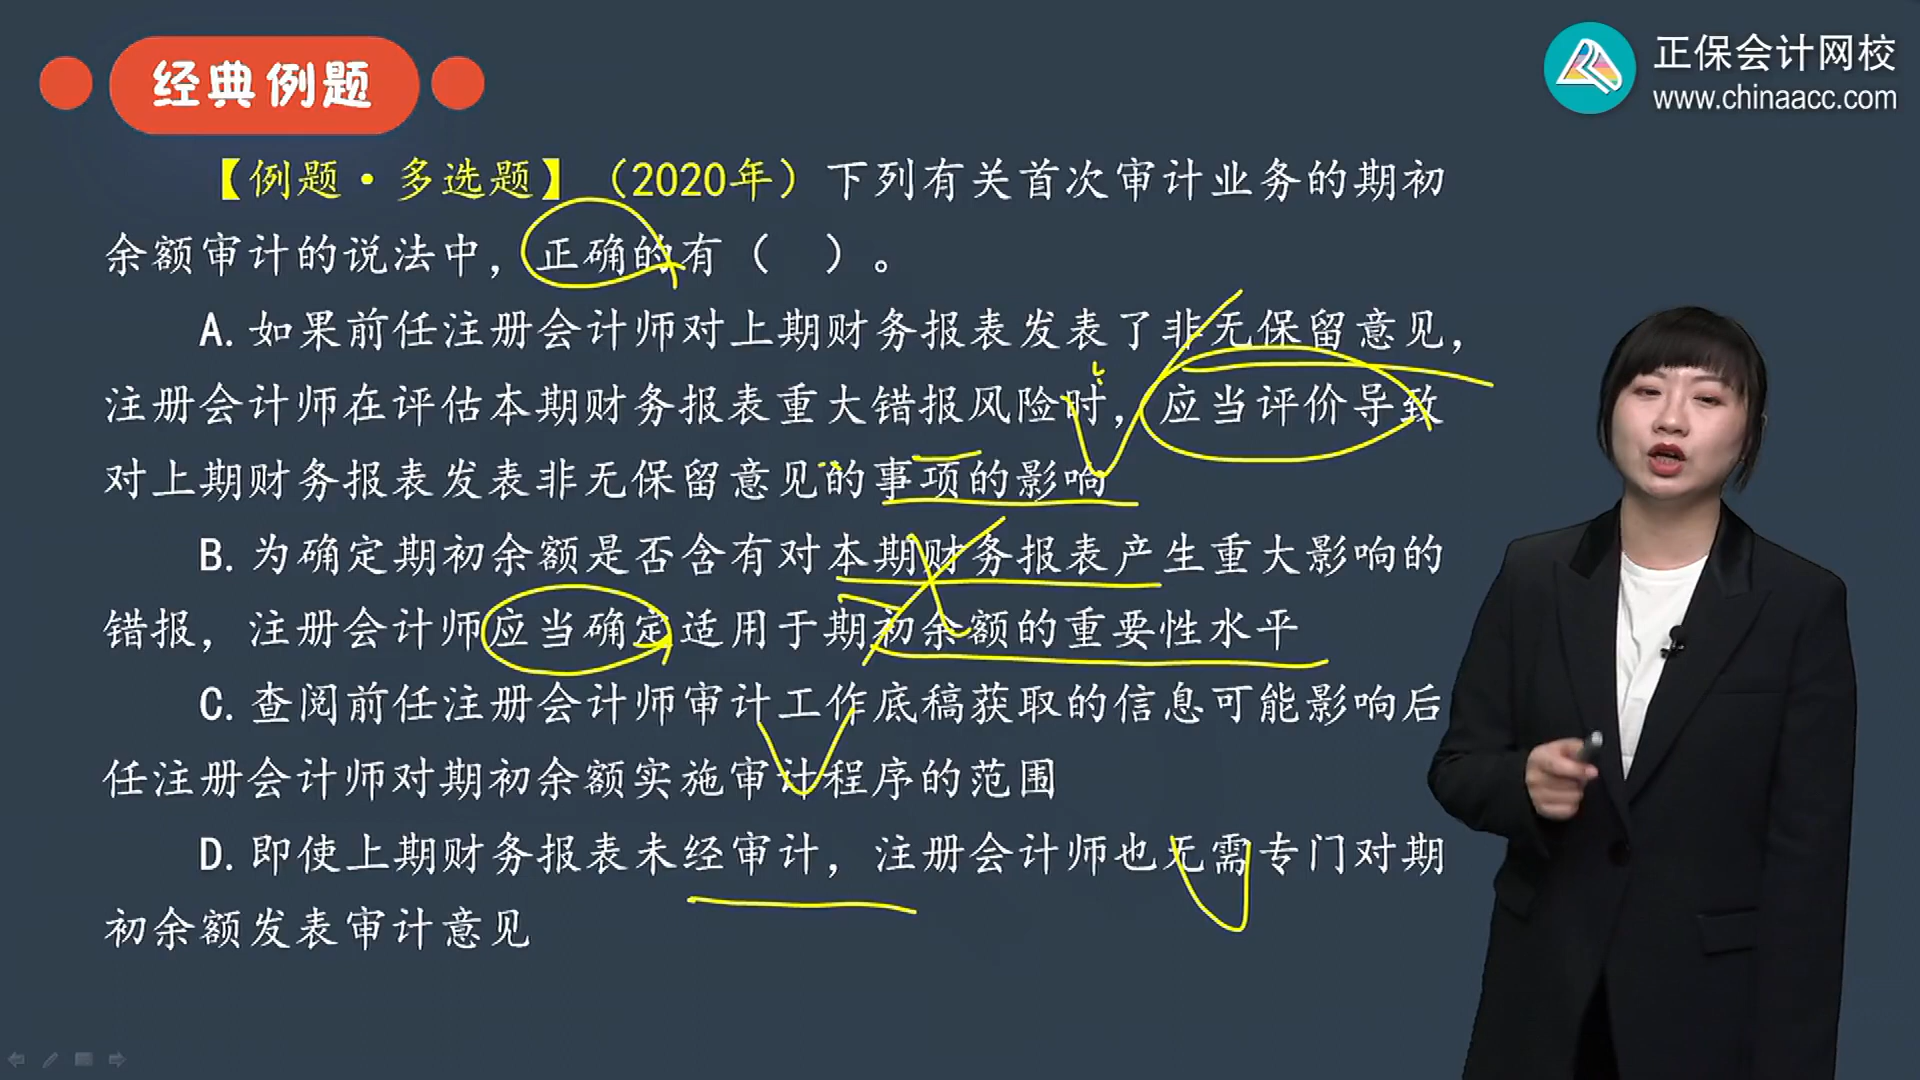 经典例题
正保会计网校
www.chinaacc.com
【例题·多选题】（2020年）下列有关首次审计业务的期初
余额审计的说法中，正确的有（ ）。
A.如果前任注册会计师对上期财务报表发表了非无保留意见，
注册会计师在评估本期财务报表重大错报风险时，应当评价导致
对上期财务报表发表非无保留意见的事项的影响
B.为确定期初余额是否含有对本期财务报表产生重大影响的
错报，注册会计师应当确定适用于期初余额的重要性水平
C.查阅前任注册会计师审计工作底稿获取的信息可能影响后
任注册会计师对期初余额实施审计程序的范围
D.即使上期财务报表未经审计，注册会计师也无需专门对期
初余额发表审计意见